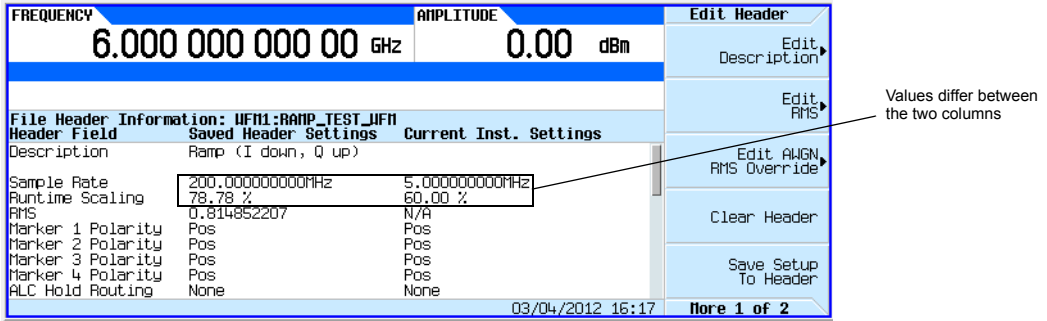 FREQUENCY AMPLITUDE
6.000 000 000 00 GHz 0.00 dBm
File Header Information: WFM1:RAMP_TEST_WFM
Header Field Saved Header Settings Current Inst. Settings
Description Ramp (I down, Q up)
Sample Rate 200.000000000MHz 5.000000000MHz
Runtime Scaling 78.78 % 60.00 %
RMS 0.814852207 N/A
Marker 1 Polarity Pos Pos
Marker 2 Polarity Pos Pos
Marker 3 Polarity Pos Pos
Marker 4 Polarity Pos Pos
ALC Hold Routing None None
03/04/2012 16:17
Edit Header
Edit
Description
Edit
RMS
Edit AWGN
RMS Override
Clear Header
Save Setup
To Header
More 1 of 2
Values differ between
the two columns